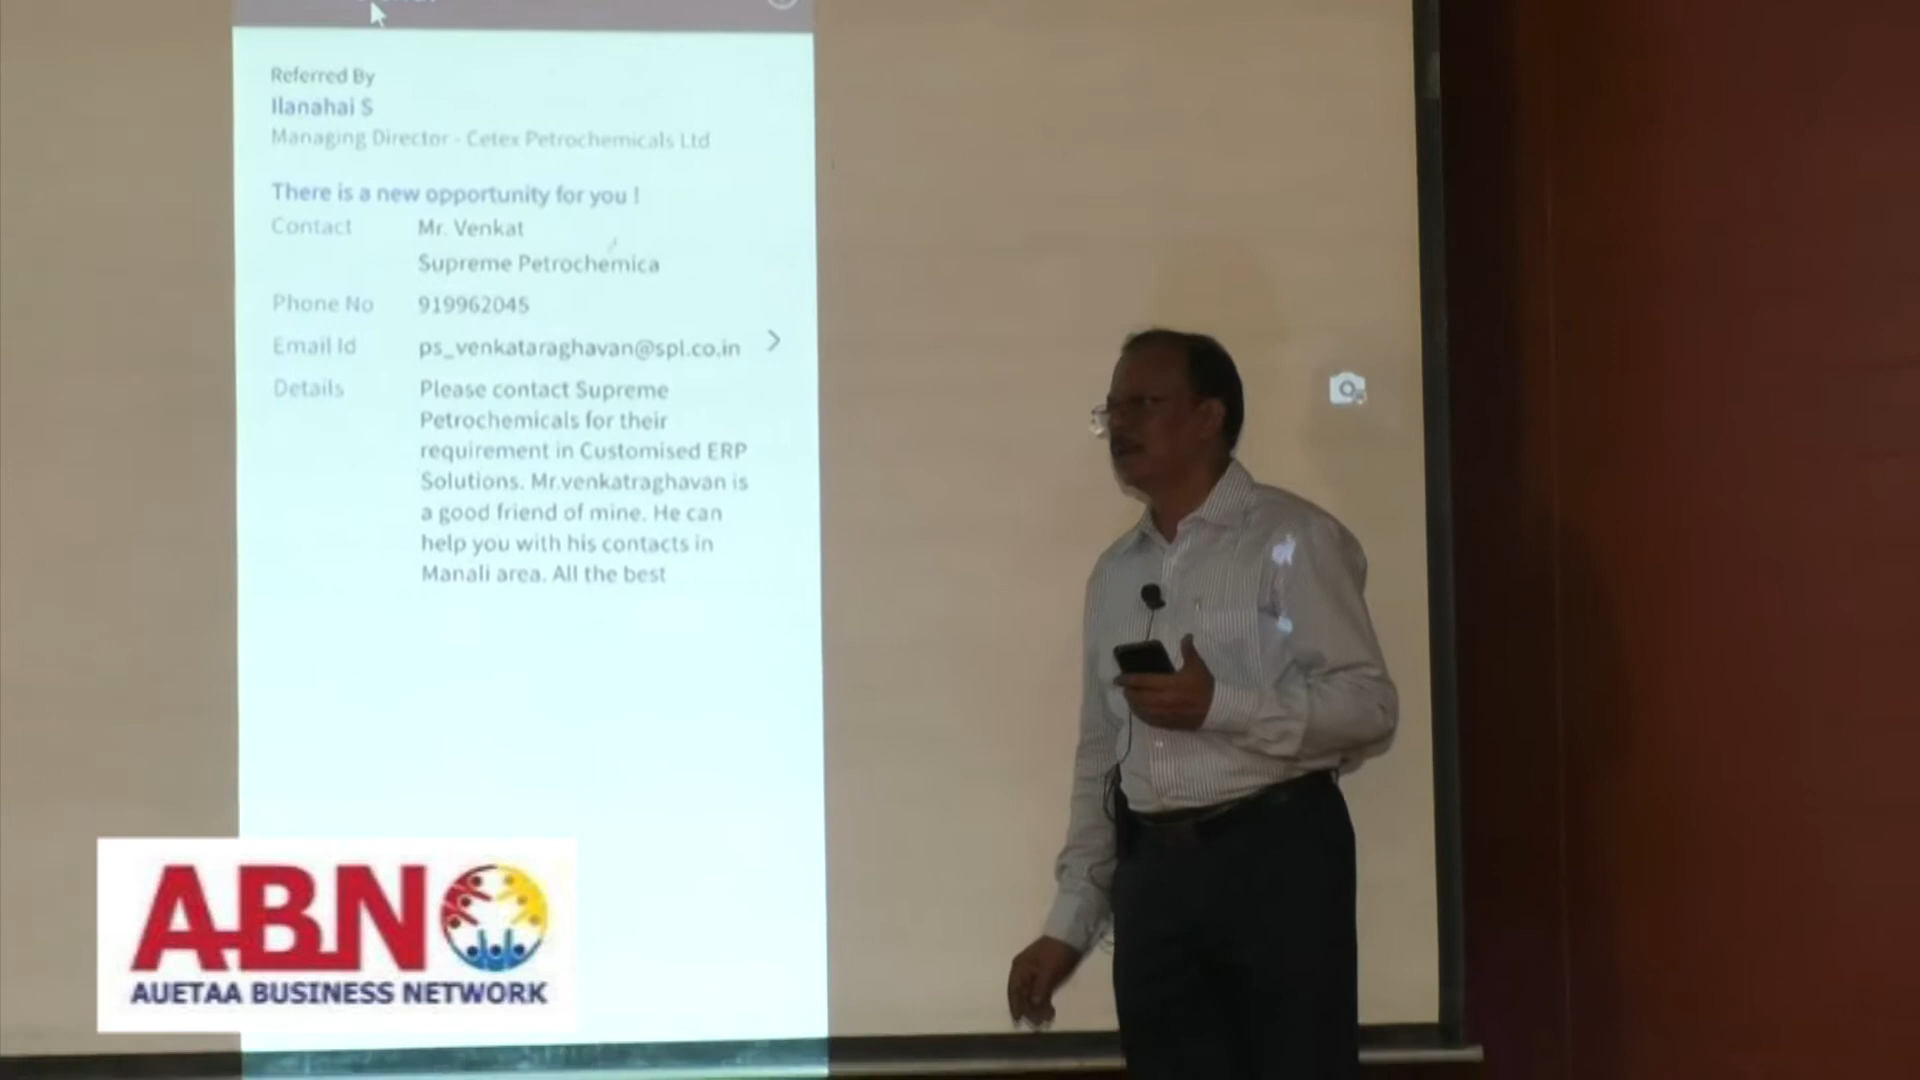 Referred By
Ilanahai S
Managing Director - Cetex Petrochemicals Ltd
There is a new opportunity for you !
Contact Mr. Venkat
Supreme Petrochemica
Phone No 919962045
Email Id ps_venkataraghavan@spl.co.in
Details Please contact Supreme
Petrochemicals for their
requirement in Customised ERP
Solutions. Mr.venkatraghavan is
a good friend of mine. He can
help you with his contacts in
Manali area. All the best
ABN
AUETAA BUSINESS NETWORK